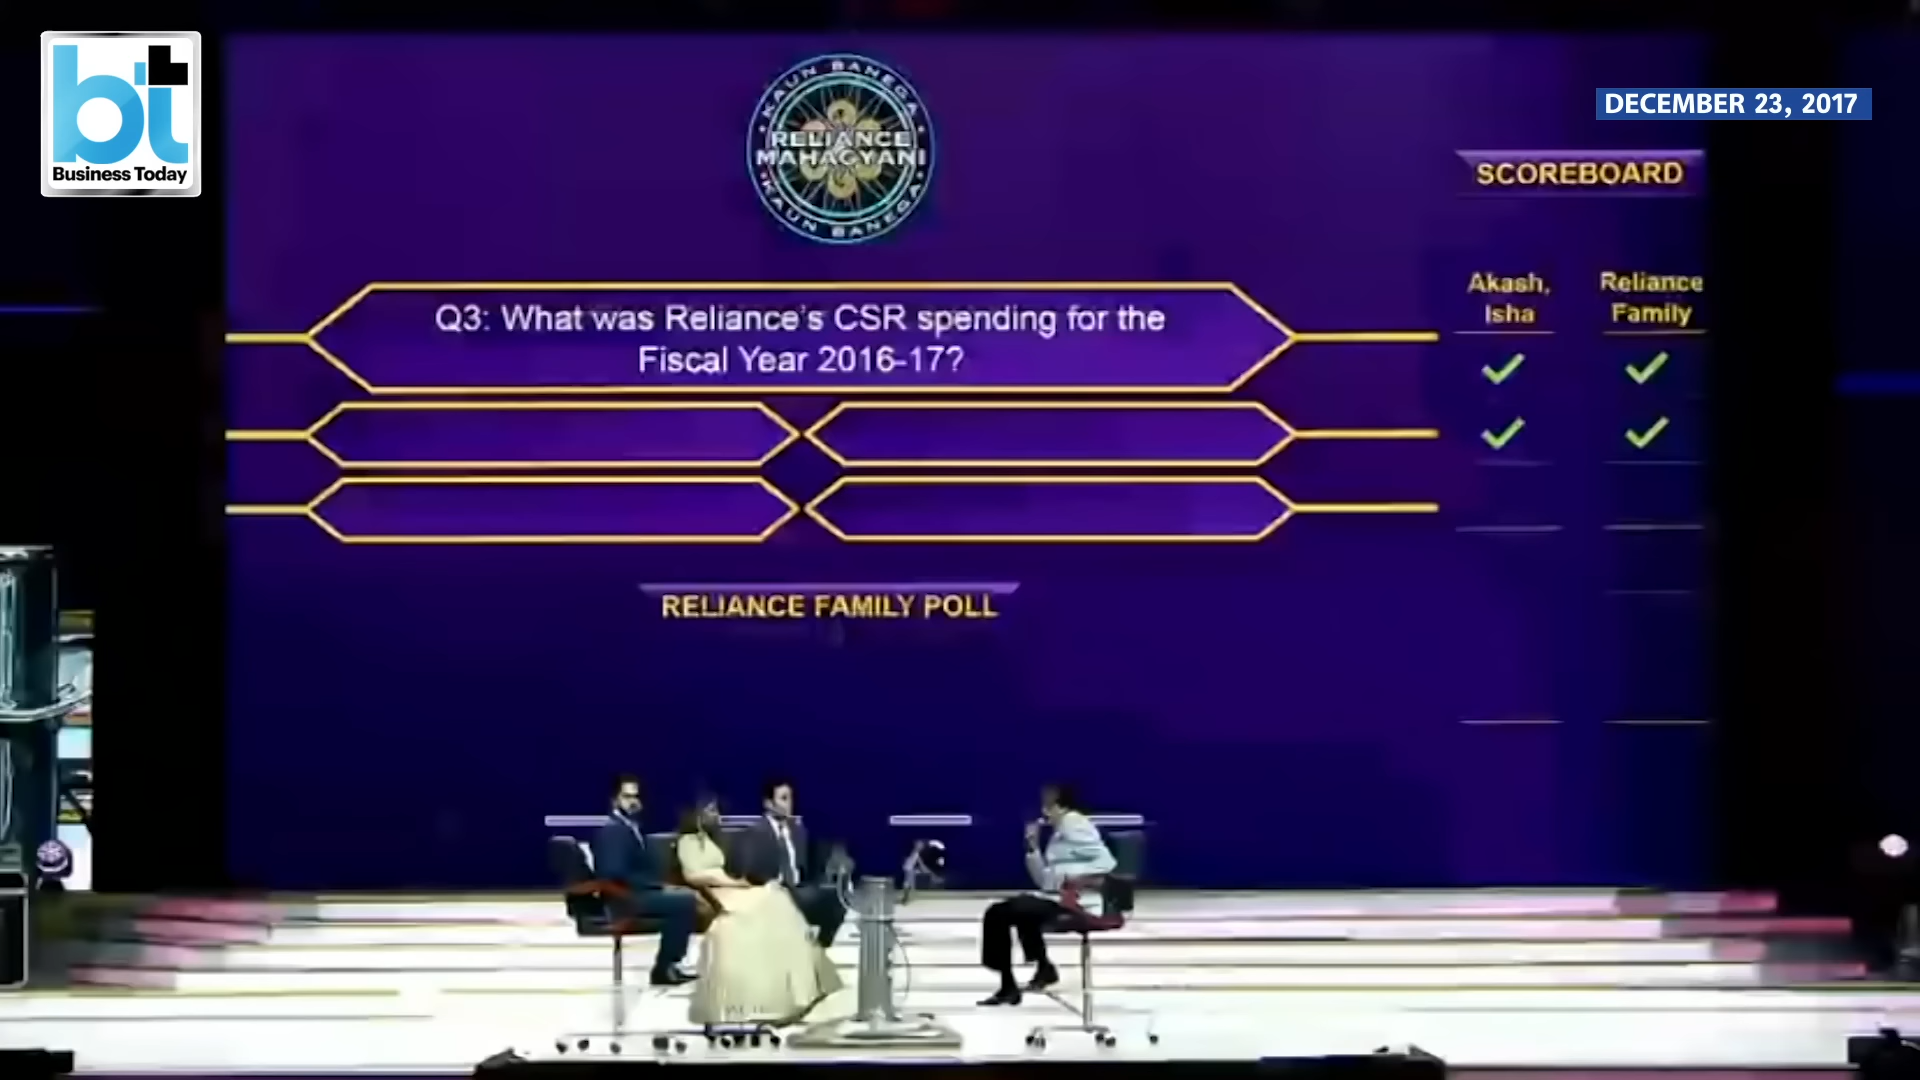 bt
Business Today
DECEMBER 23, 2017
KAUN BANEGA
RELIANCE
MAHAGYANI
KAUN BANEGA
SCOREBOARD
Akash,
Isha
Reliance
Family
Q3: What was Reliance's CSR spending for the
Fiscal Year 2016-17?
RELIANCE FAMILY POLL